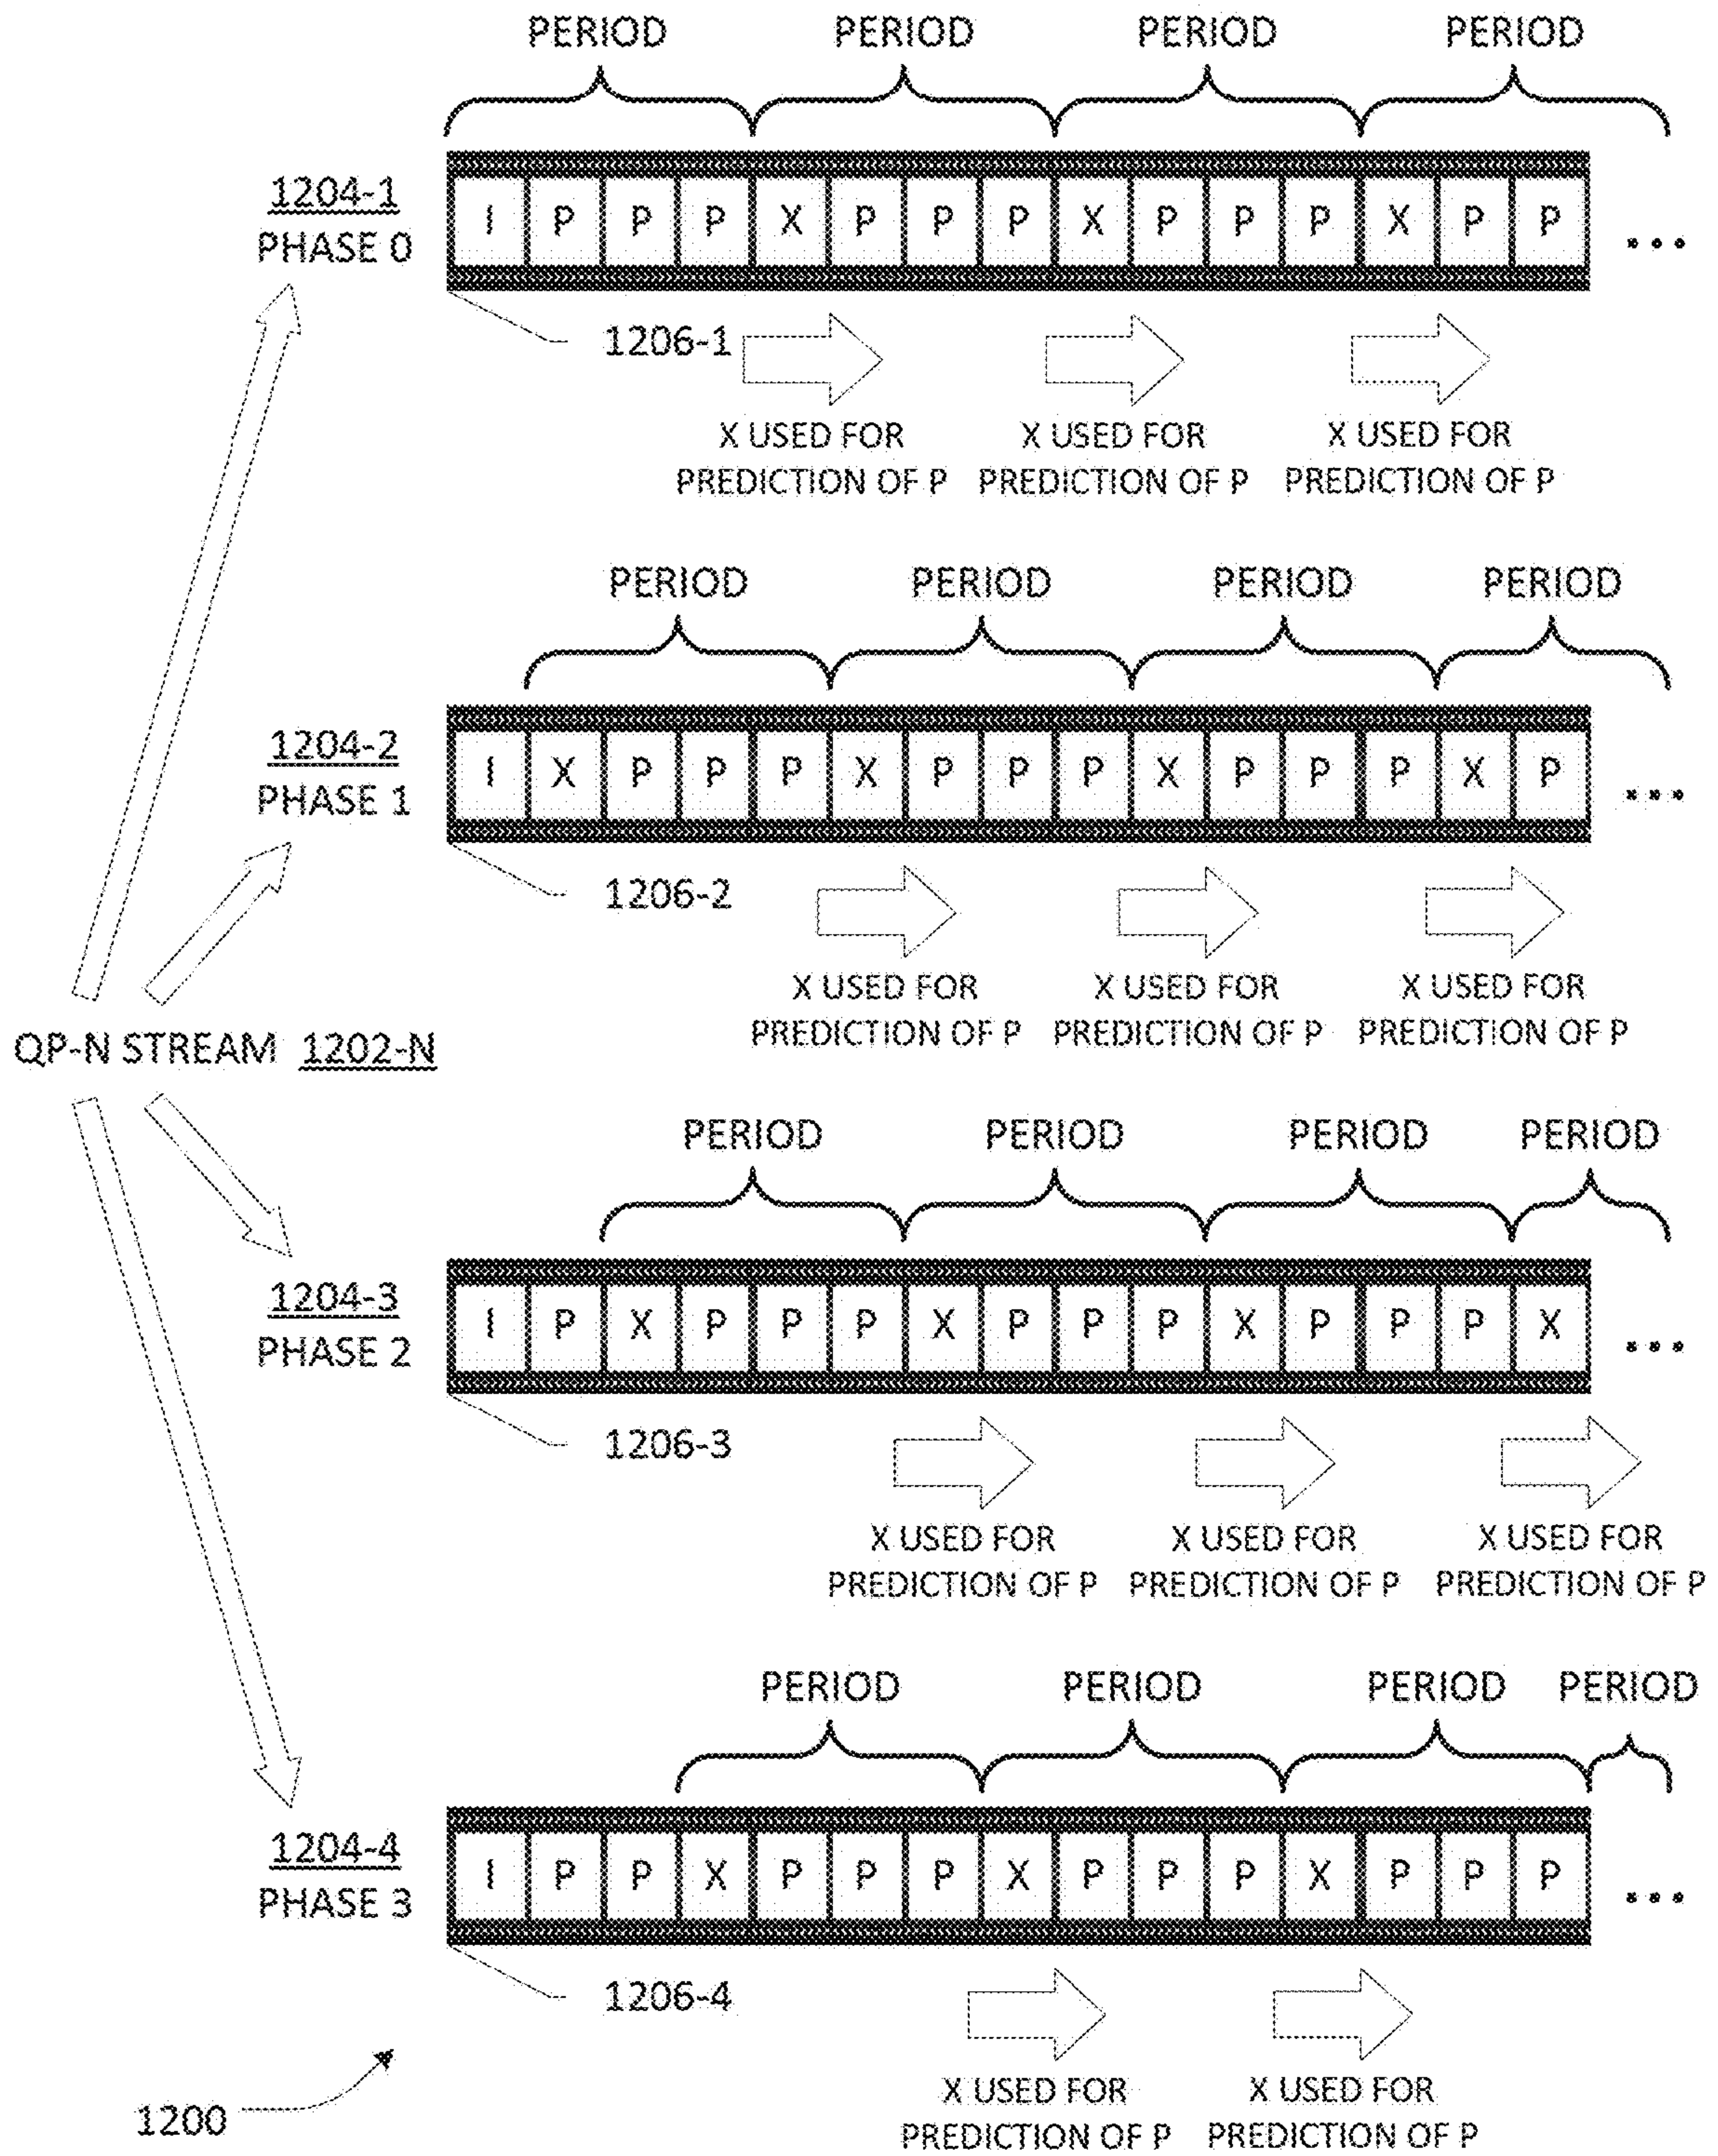 PERIOD PERIOD PERIOD PERIOD
1204-1
PHASE 0
I P P P X P P P X P P P X P P ...
1206-1
X USED FOR X USED FOR X USED FOR
PREDICTION OF P PREDICTION OF P PREDICTION OF P
PERIOD PERIOD PERIOD PERIOD
1204-2
PHASE 1
I X P P P X P P P X P P P X P ...
1206-2
X USED FOR X USED FOR X USED FOR
PREDICTION OF P PREDICTION OF P PREDICTION OF P
QP-N STREAM 1202-N
PERIOD PERIOD PERIOD PERIOD
1204-3
PHASE 2
I P X P P P X P P P X P P P X ...
1206-3
X USED FOR X USED FOR X USED FOR
PREDICTION OF P PREDICTION OF P PREDICTION OF P
PERIOD PERIOD PERIOD PERIOD
1204-4
PHASE 3
I P P X P P P X P P P X P P P ...
1206-4
X USED FOR X USED FOR
PREDICTION OF P PREDICTION OF P
1200